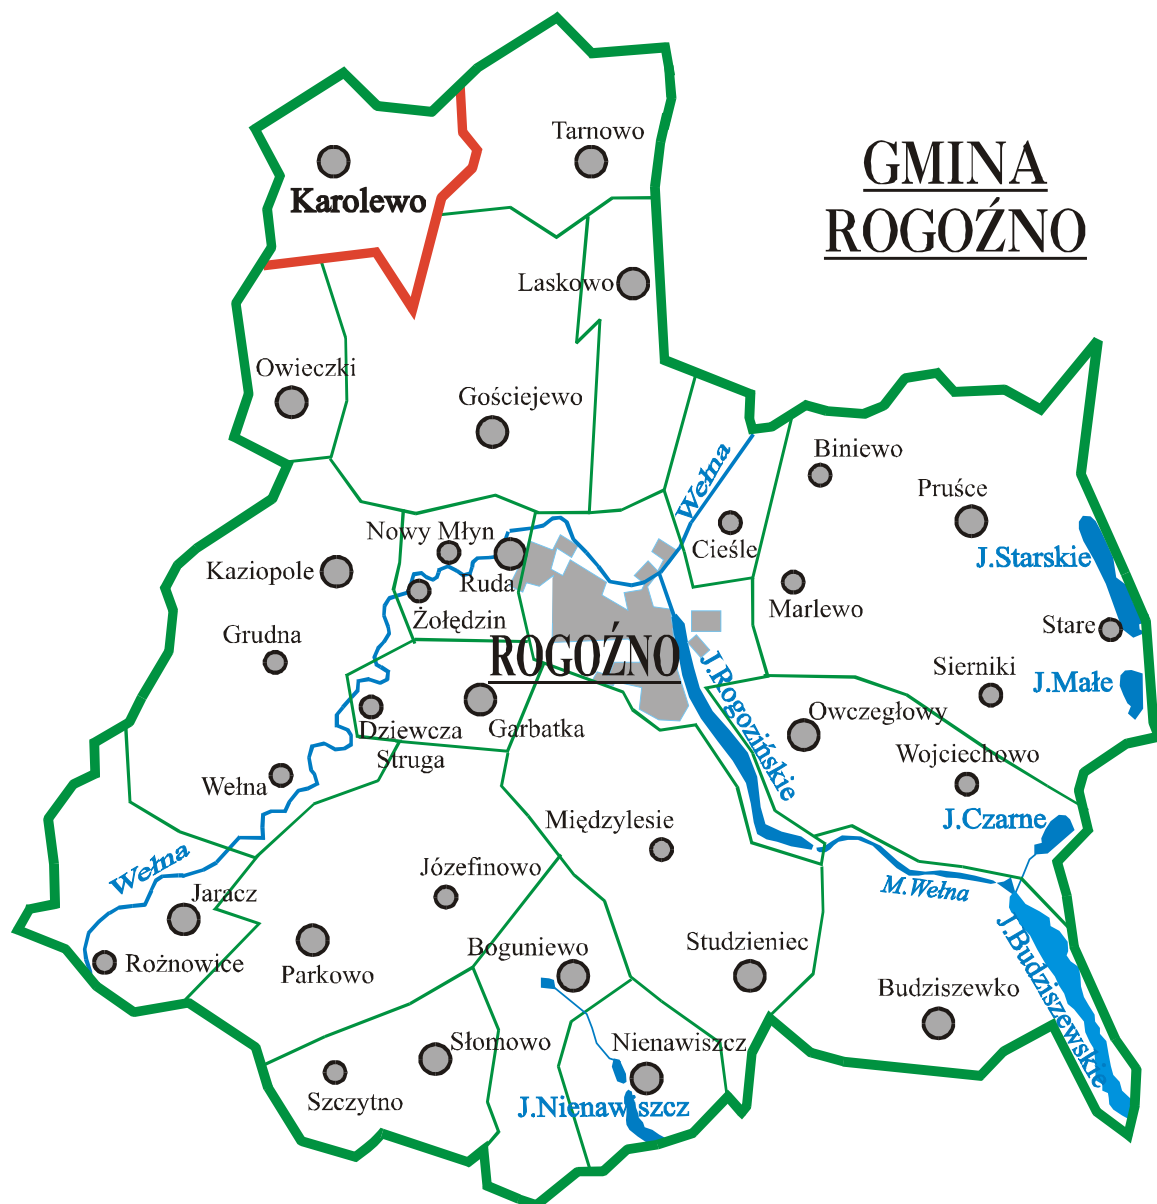 Tarnowo
GMINA
ROGOŹNO
Karolewo
Laskowo
Owieczki
Gościejewo
Biniewo
Wełna
Pruśce
Nowy Młyn
Cieśle
J.Starskie
Kaziopole
Ruda
Marlewo
Żołędzin
Stare
Grudna
ROGOŹNO
Sierniki
J.Małe
J.Rogozińskie
Owczegłowy
Dziewcza
Struga
Garbatka
Wojciechowo
Wełna
J.Czarne
Międzylesie
Wełna
Józefinowo
M.Wełna
Jaracz
J.Budziszewskie
Boguniewo
Studzieniec
Rożnowice
Parkowo
Budziszewko
Słomowo
Nienawiszcz
Szczytno
J.Nienawiszcz